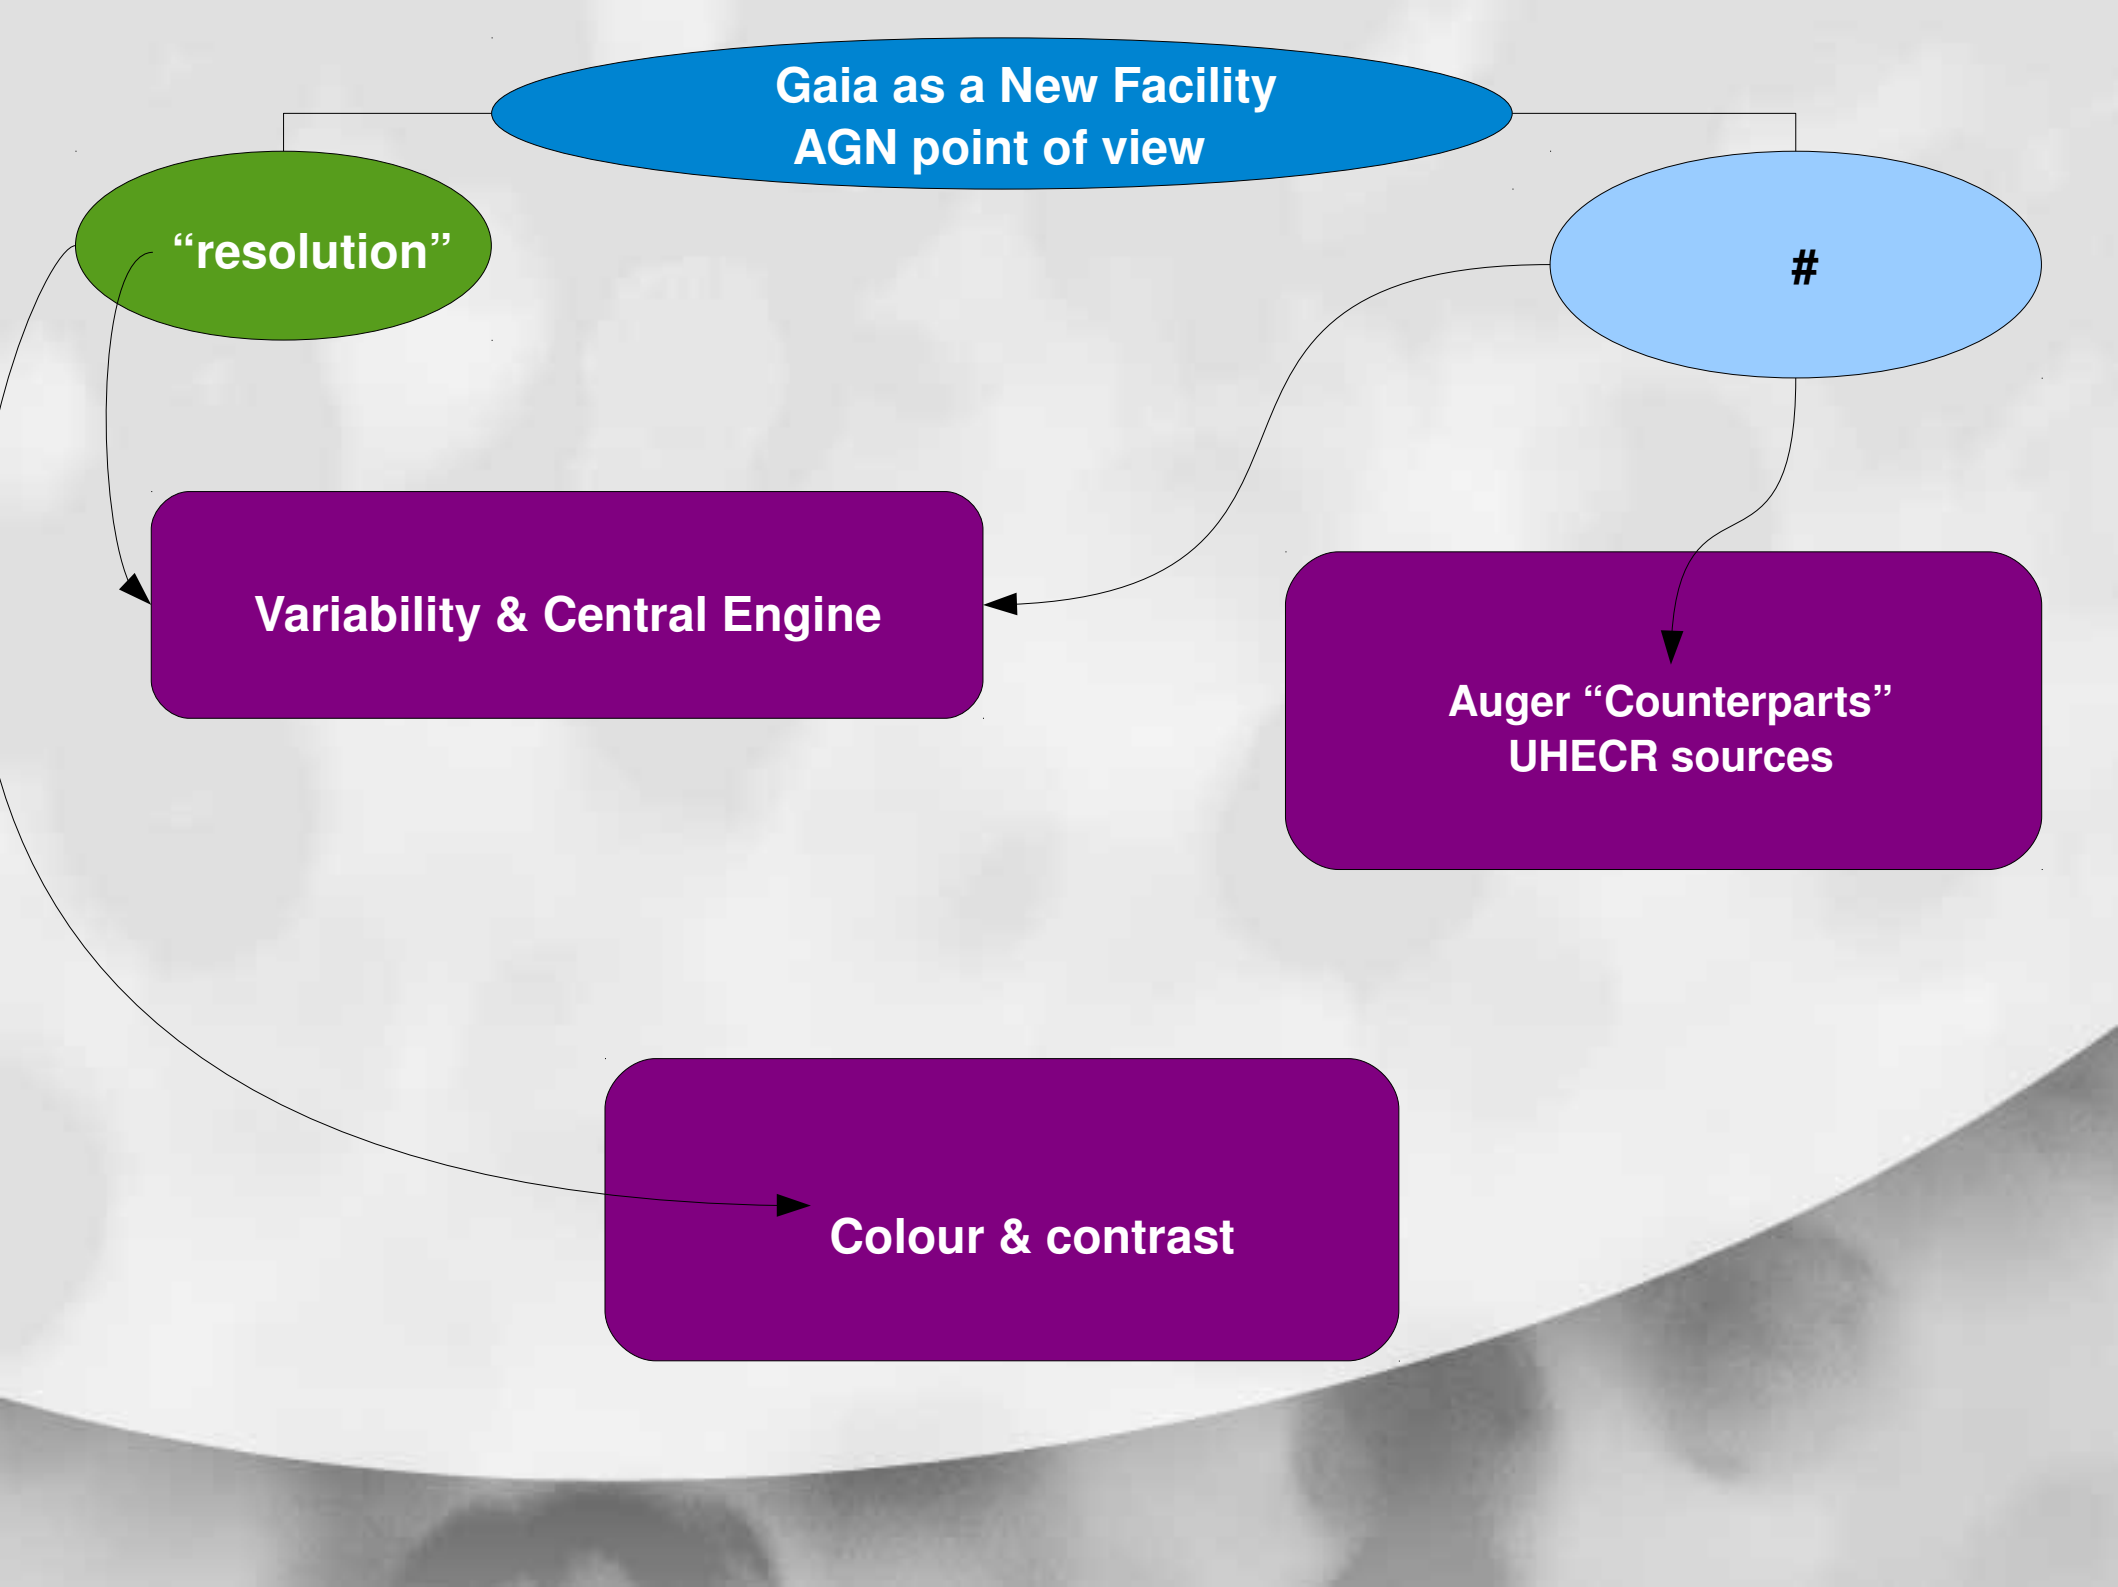 Gaia as a New Facility
AGN point of view
“resolution”
#
Variability & Central Engine
Auger “Counterparts”
UHECR sources
Colour & contrast